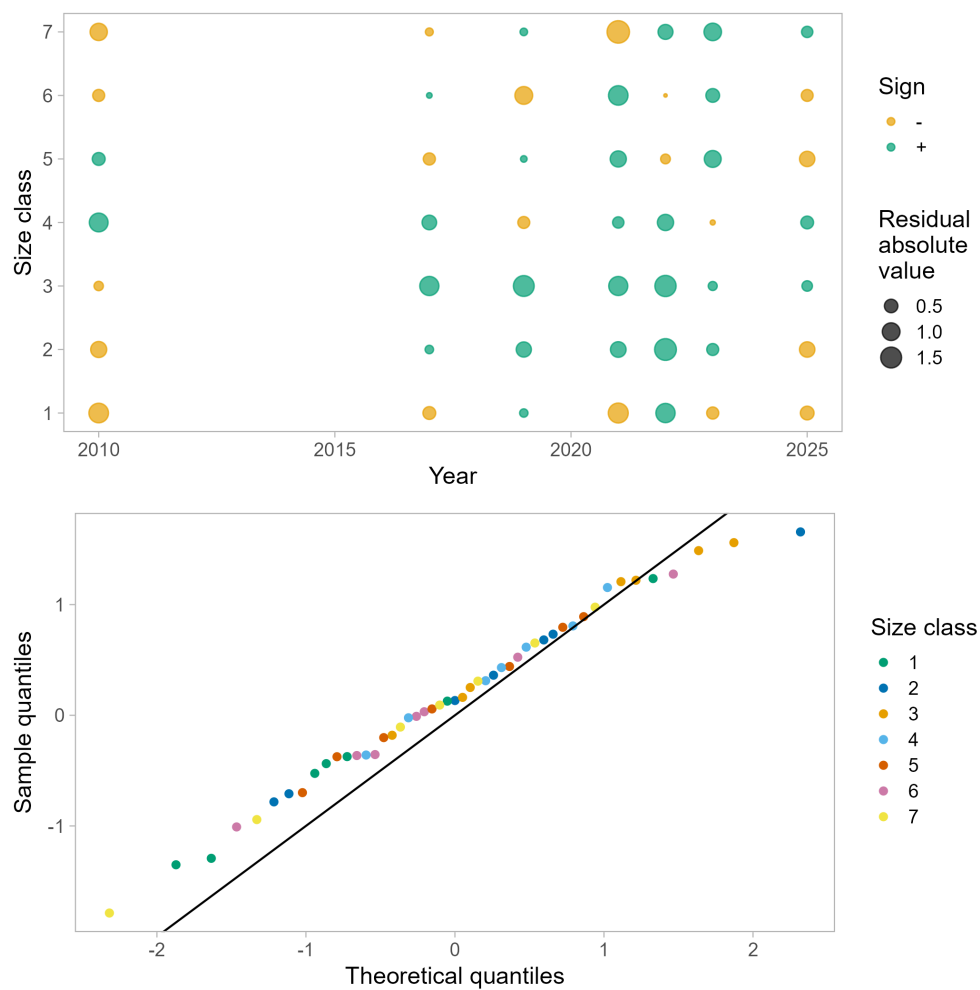 7
6
5
4
3
2
1
Size class
2010 2015 2020 2025
Year
Sign
-
+
Residual
absolute
value
0.5
1.0
1.5
1
0
-1
Sample quantiles
-2 -1 0 1 2
Theoretical quantiles
Size class
1
2
3
4
5
6
7